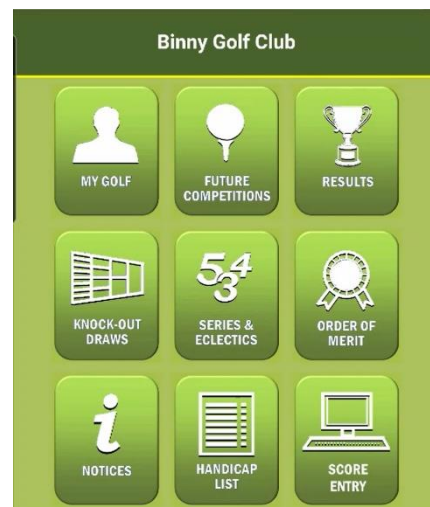 Binny Golf Club
MY GOLF
FUTURE
COMPETITIONS
RESULTS
KNOCK-OUT
DRAWS
534
SERIES &
ECLECTICS
ORDER OF
MERIT
i
NOTICES
HANDICAP
LIST
SCORE
ENTRY